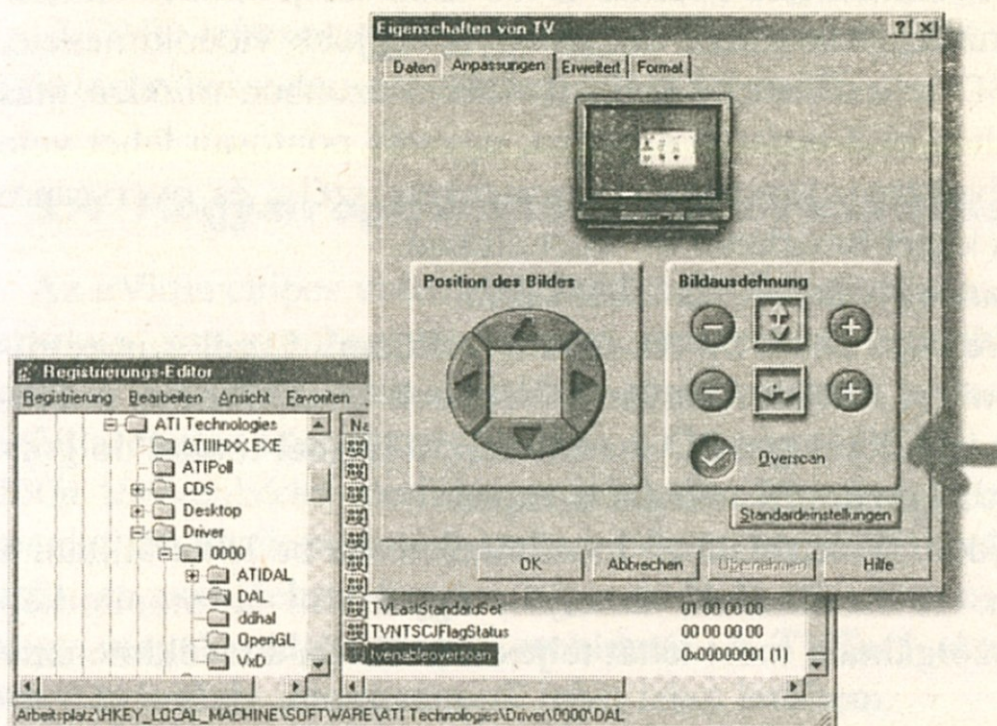 Eigenschaften von TV
Daten Anpassungen Erweitert Format
Position des Bildes
Bildausdehnung
Overscan
Standardeinstellungen
OK Abbrechen Übernehmen Hilfe
Registrierungs-Editor
Registrierung Bearbeiten Ansicht Favoriten
ATI Technologies
ATIPoll
CDS
Desktop
Driver
0000
ATIDAL
DAL
ddhal
OpenGL
VxD
Na
TVLastStandardSet 01 00 00 00
TVNTSCJFlagStatus 00 00 00 00
tvenableoverscan 0x00000001 (1)
Arbeitsplatz\HKEY_LOCAL_MACHINE\SOFTWARE\ATI Technologies\Driver\0000\DAL